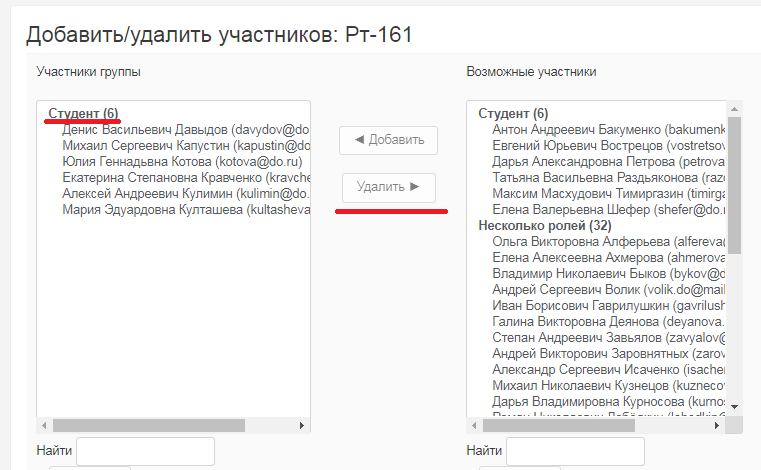 Добавить/удалить участников: Рт-161
Участники группы
Студент (6)
Денис Васильевич Давыдов (davydov@do
Михаил Сергеевич Капустин (kapustin@do
Юлия Геннадьвна Котова (kotova@do.ru)
Екатерина Степановна Кравченко (kravche
Алексей Андреевич Кулимин (kulimin@do.
Мария Эдуардовна Култашева (kultasheva
Найти
◄ Добавить
Удалить ►
Возможные участники
Студент (6)
Антон Андреевич Бакуменко (bakumenk
Евгений Юрьевич Вострецов (vostretsov
Дарья Александровна Петрова (petrova
Татьяна Васильевна Раздьяконова (razd
Максим Масхудович Тимиргазин (timirga
Елена Валерьевна Шефер (shefer@do.r
Несколько ролей (32)
Ольга Викторовна Алферьева (alfereva@
Елена Алексеевна Ахмерова (ahmerova
Владимир Николаевич Быков (bykov@d
Андрей Сергеевич Волик (volik.do@mail
Иван Борисович Гаврилушкин (gavrilush
Галина Викторовна Деянова (deyanova.
Степан Андреевич Завьялов (zavyalov@
Андрей Викторович Заровнятных (zarov
Александр Сергеевич Исаченко (isache
Михаил Николаевич Кузнецов (kuznecov
Дарья Владимировна Курносова (kurnos
Найти